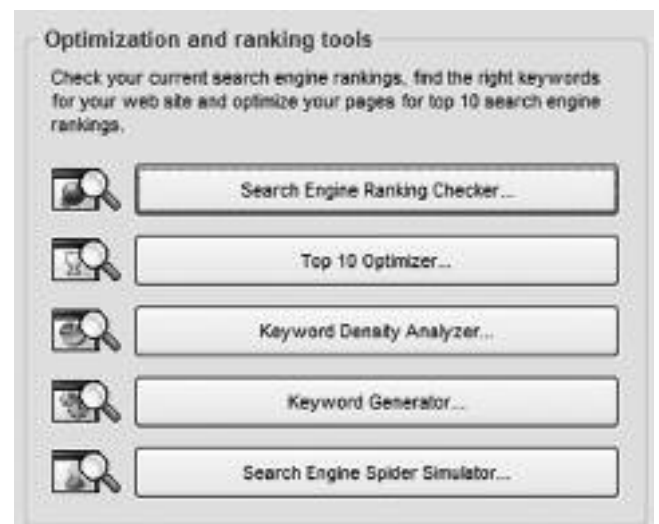 Optimization and ranking tools
Check your current search engine rankings, find the right keywords
for your web site and optimize your pages for top 10 search engine
rankings.
Search Engine Ranking Checker...
Top 10 Optimizer...
Keyword Density Analyzer...
Keyword Generator...
Search Engine Spider Simulator...